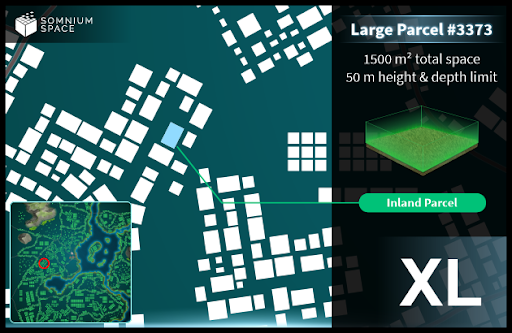 SOMNIUM
SPACE
Large Parcel #3373
1500 m² total space
50 m height & depth limit
Inland Parcel
XL